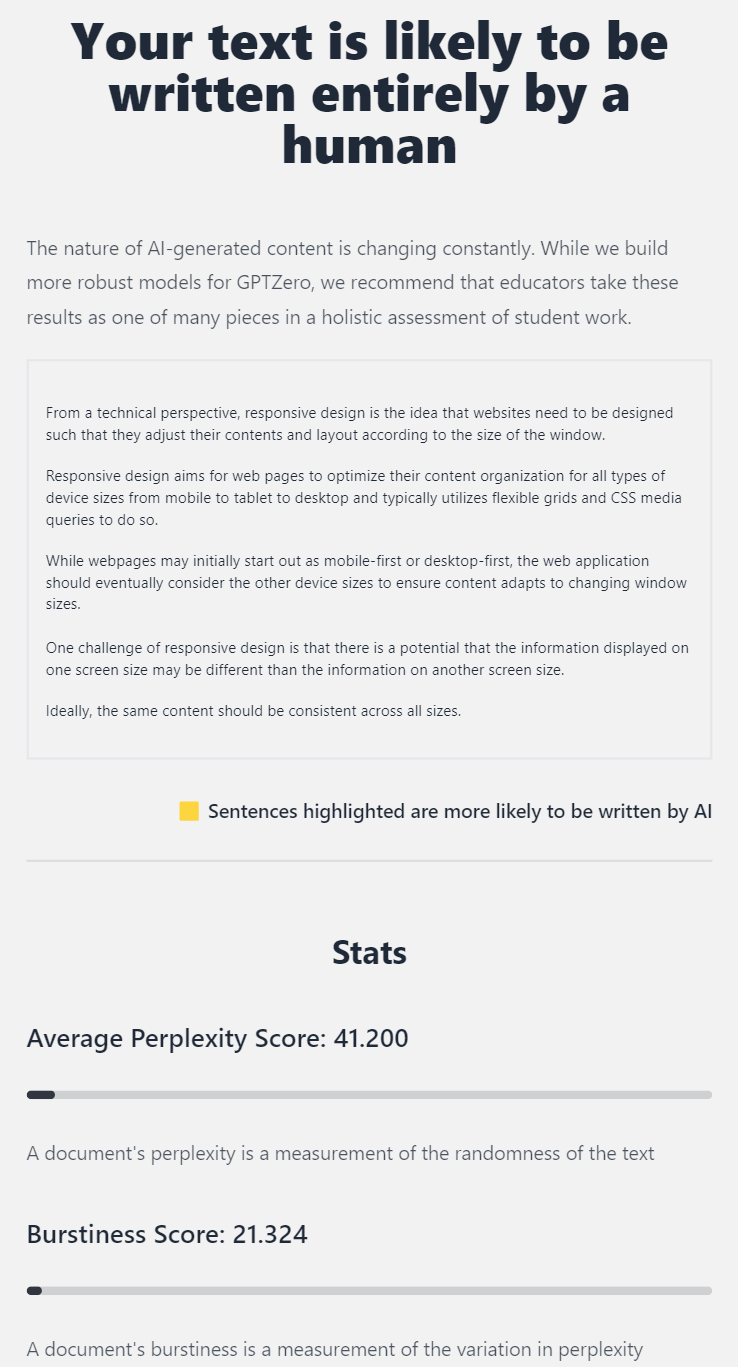 Your text is likely to be
written entirely by a
human
The nature of AI-generated content is changing constantly. While we build
more robust models for GPTZero, we recommend that educators take these
results as one of many pieces in a holistic assessment of student work.
From a technical perspective, responsive design is the idea that websites need to be designed
such that they adjust their contents and layout according to the size of the window.
Responsive design aims for web pages to optimize their content organization for all types of
device sizes from mobile to tablet to desktop and typically utilizes flexible grids and CSS media
queries to do so.
While webpages may initially start out as mobile-first or desktop-first, the web application
should eventually consider the other device sizes to ensure content adapts to changing window
sizes.
One challenge of responsive design is that there is a potential that the information displayed on
one screen size may be different than the information on another screen size.
Ideally, the same content should be consistent across all sizes.
Sentences highlighted are more likely to be written by AI
Stats
Average Perplexity Score: 41.200
A document's perplexity is a measurement of the randomness of the text
Burstiness Score: 21.324
A document's burstiness is a measurement of the variation in perplexity